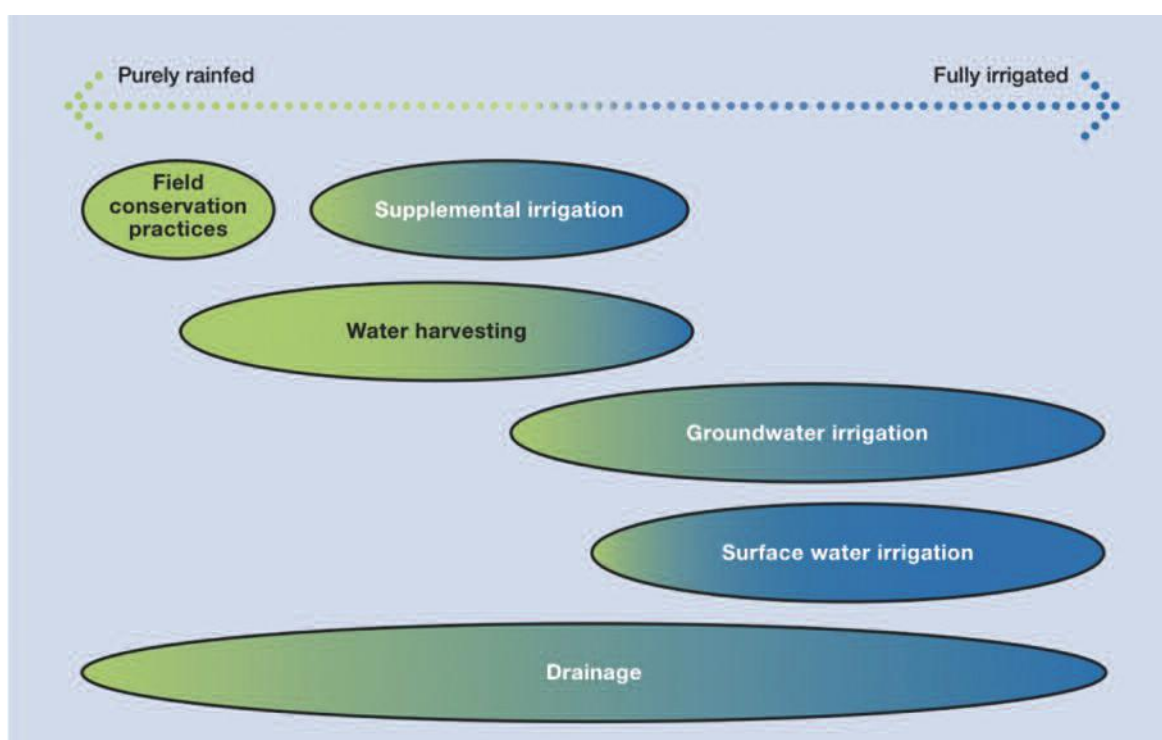 Purely rainfed
Fully irrigated
Field
conservation
practices
Supplemental irrigation
Water harvesting
Groundwater irrigation
Surface water irrigation
Drainage